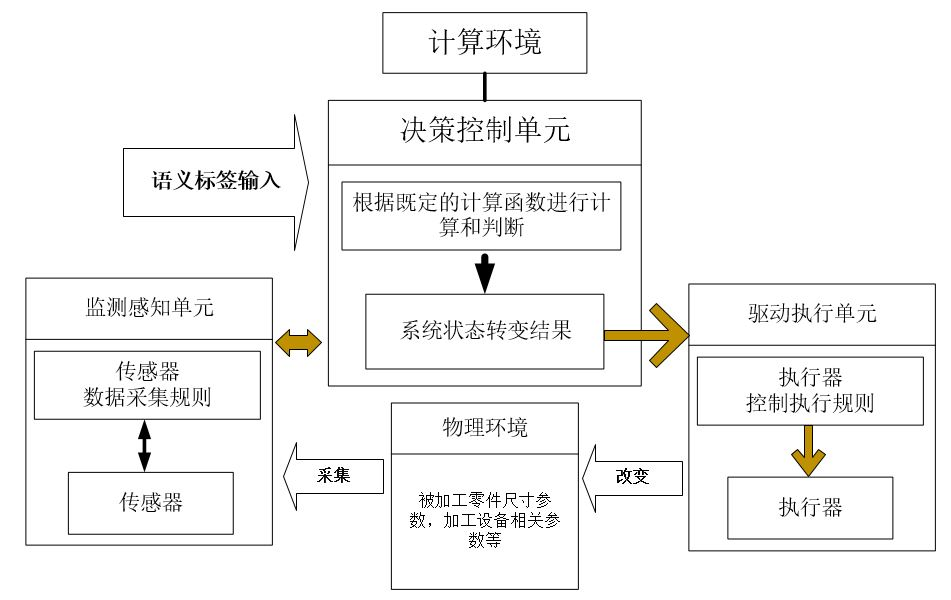 计算环境
决策控制单元
语义标签输入
根据既定的计算函数进行计
算和判断
系统状态转变结果
监测感知单元
传感器
数据采集规则
传感器
驱动执行单元
执行器
控制执行规则
执行器
物理环境
采集
改变
被加工零件尺寸参
数，加工设备相关参
数等